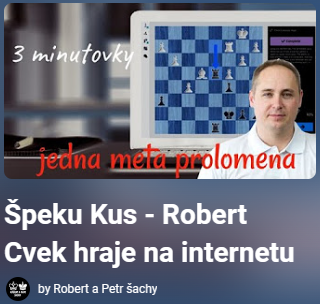 3 minutovky
jedna meta prolomena
Špeku Kus - Robert
Cvek hraje na internetu
by Robert a Petr šachy